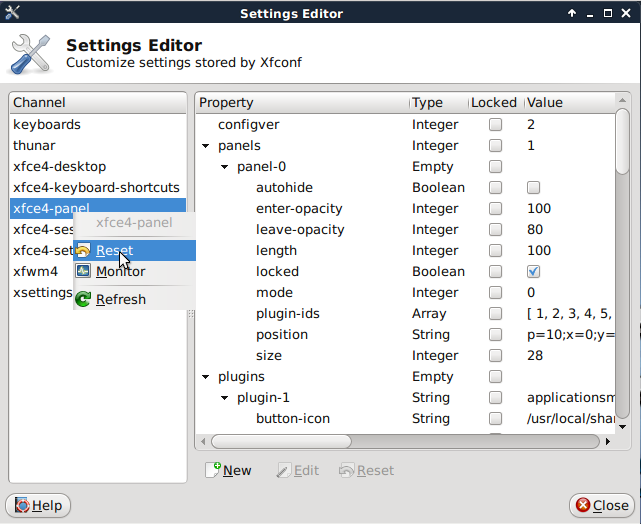 Settings Editor
Settings Editor
Customize settings stored by Xfconf
Channel
keyboards
thunar
xfce4-desktop
xfce4-keyboard-shortcuts
xfce4-panel
xfce4-ses
xfce4-set
xfwm4
xsettings
xfce4-panel
Reset
Monitor
Refresh
Property Type Locked Value
configver Integer 2
panels Integer 1
panel-0 Empty
autohide Boolean
enter-opacity Integer 100
leave-opacity Integer 80
length Integer 100
locked Boolean
mode Integer 0
plugin-ids Array [ 1, 2, 3, 4, 5,
position String p=10;x=0;y=
size Integer 28
plugins Empty
plugin-1 String applicationsm
button-icon String /usr/local/sha
New Edit Reset
Help Close